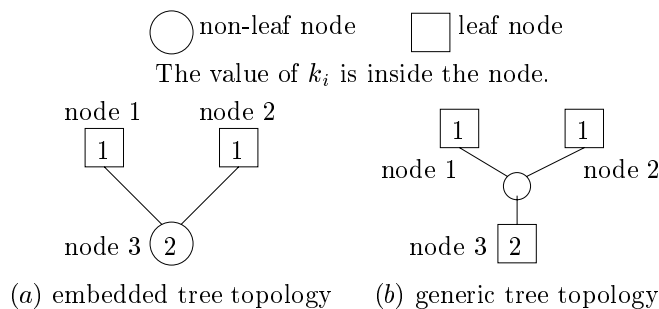 non-leaf node leaf node
The value of k_i is inside the node.
node 1 node 2
1 1
1 1
node 1 node 2
node 3 2
node 3 2
(a) embedded tree topology (b) generic tree topology